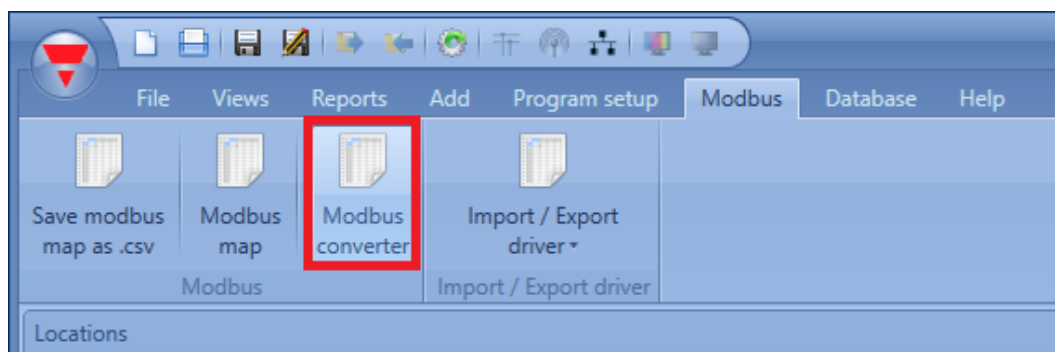 File Views Reports Add Program setup Modbus Database Help
Save modbus map as .csv
Modbus map
Modbus converter
Import / Export driver
Modbus
Import / Export driver
Locations